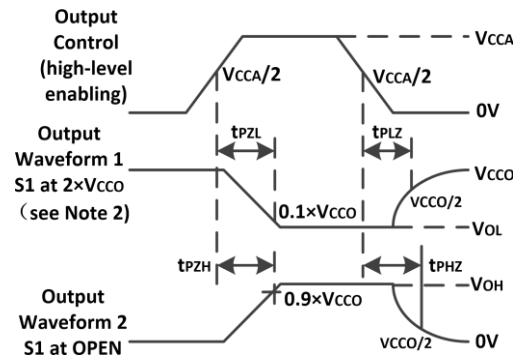 Output
Control
(high-level
enabling)
VCCA
VCCA/2
VCCA/2
0V
tPZL
tPLZ
Output
Waveform 1
S1 at 2×VCCO
（see Note 2)
VCCO
VCCO/2
0.1×VCCO
VOL
tPZH
tPHZ
VOH
Output
Waveform 2
S1 at OPEN
0.9×VCCO
VCCO/2
0V